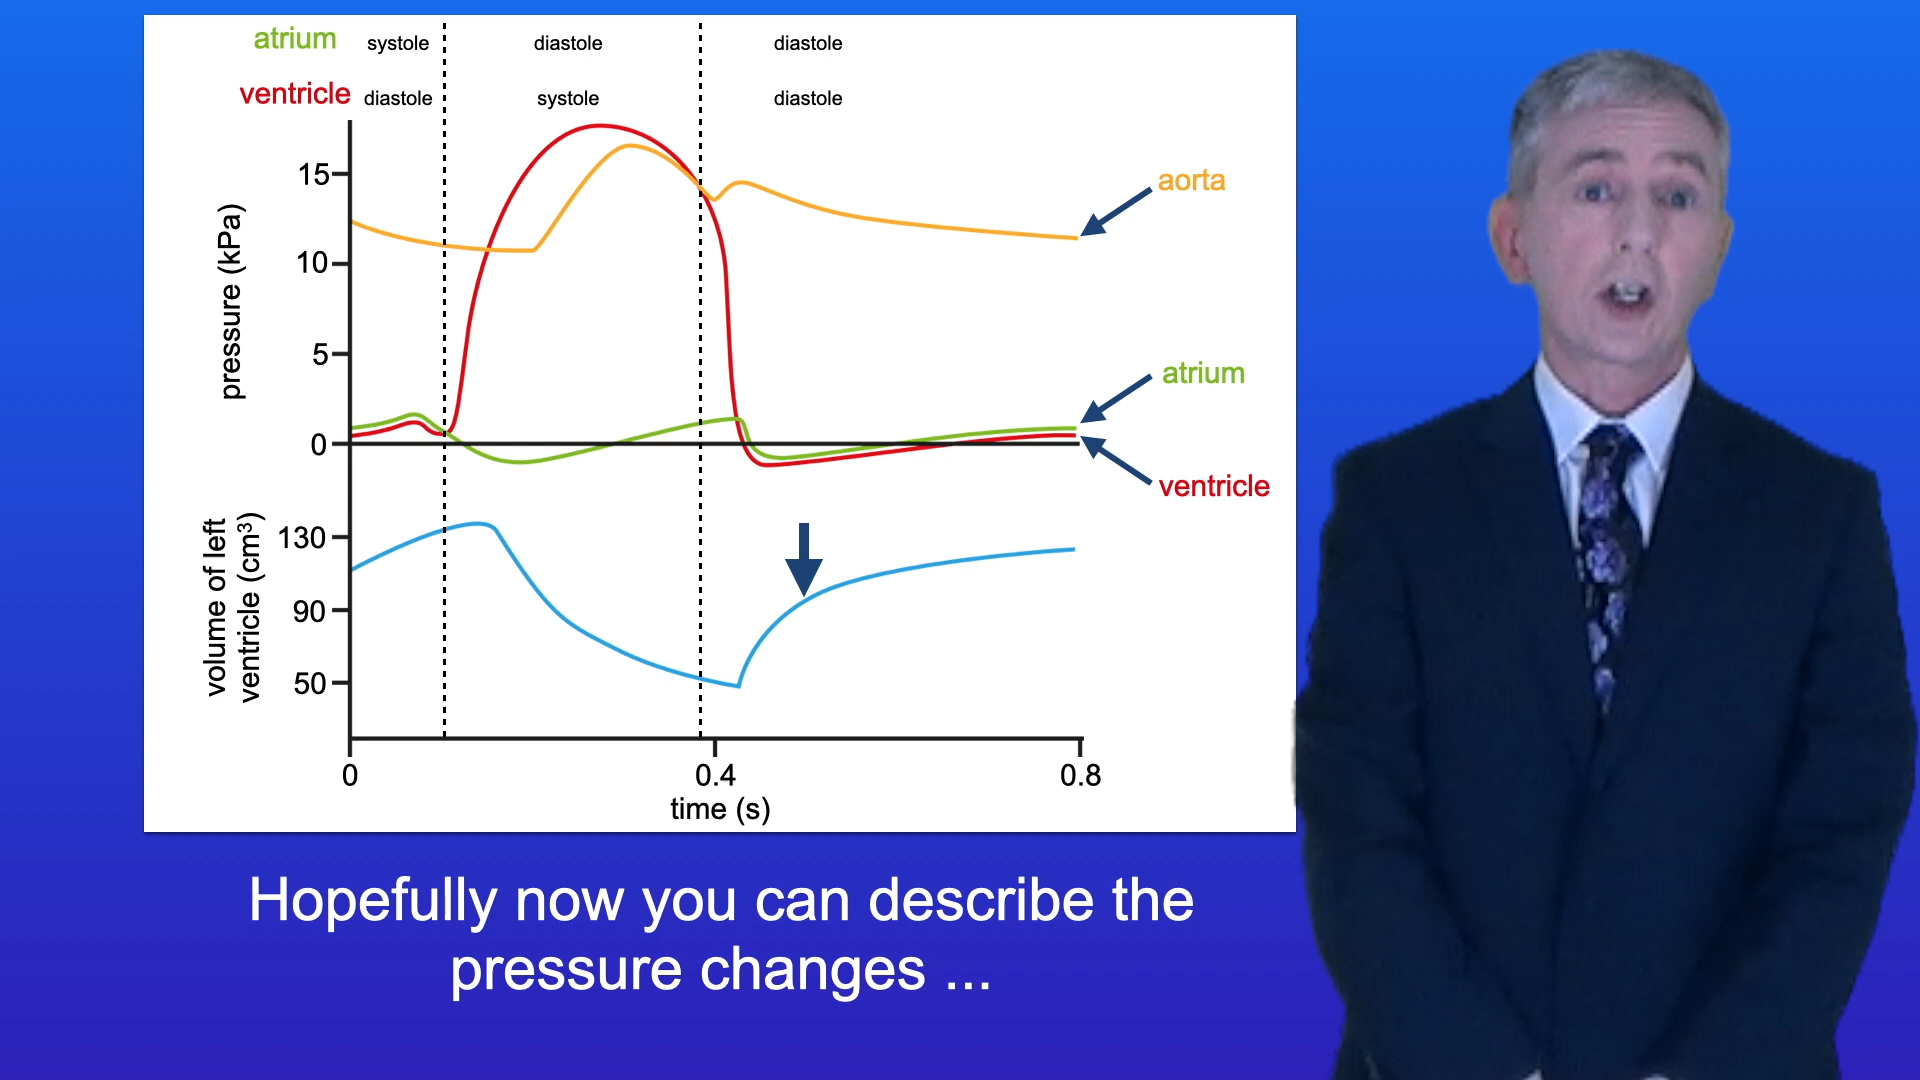 atrium systole diastole diastole
ventricle diastole systole diastole
pressure (kPa)
15
10
5
0
aorta
atrium
ventricle
volume of left
ventricle (cm³)
130
90
50
0 0.4 0.8
time (s)
Hopefully now you can describe the
pressure changes ...